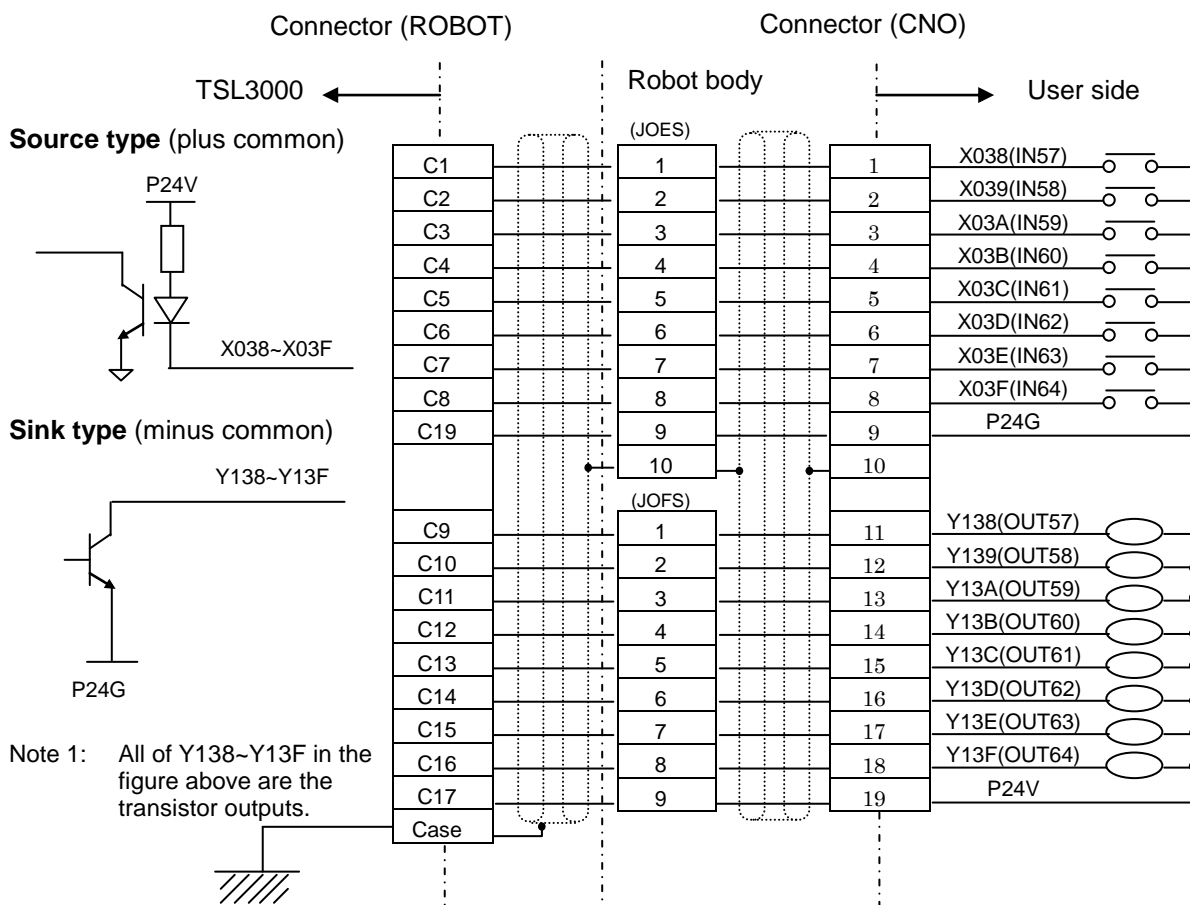 Connector (ROBOT)
Connector (CNO)
TSL3000
Robot body
User side
Source type (plus common)
P24V
X038~X03F
Sink type (minus common)
Y138~Y13F
P24G
Note 1: All of Y138~Y13F in the
figure above are the
transistor outputs.
(JOES)
C1 1 1 X038(IN57)
C2 2 2 X039(IN58)
C3 3 3 X03A(IN59)
C4 4 4 X03B(IN60)
C5 5 5 X03C(IN61)
C6 6 6 X03D(IN62)
C7 7 7 X03E(IN63)
C8 8 8 X03F(IN64)
C19 9 9 P24G
10 10
(JOFS)
C9 1 11 Y138(OUT57)
C10 2 12 Y139(OUT58)
C11 3 13 Y13A(OUT59)
C12 4 14 Y13B(OUT60)
C13 5 15 Y13C(OUT61)
C14 6 16 Y13D(OUT62)
C15 7 17 Y13E(OUT63)
C16 8 18 Y13F(OUT64)
C17 9 19 P24V
Case